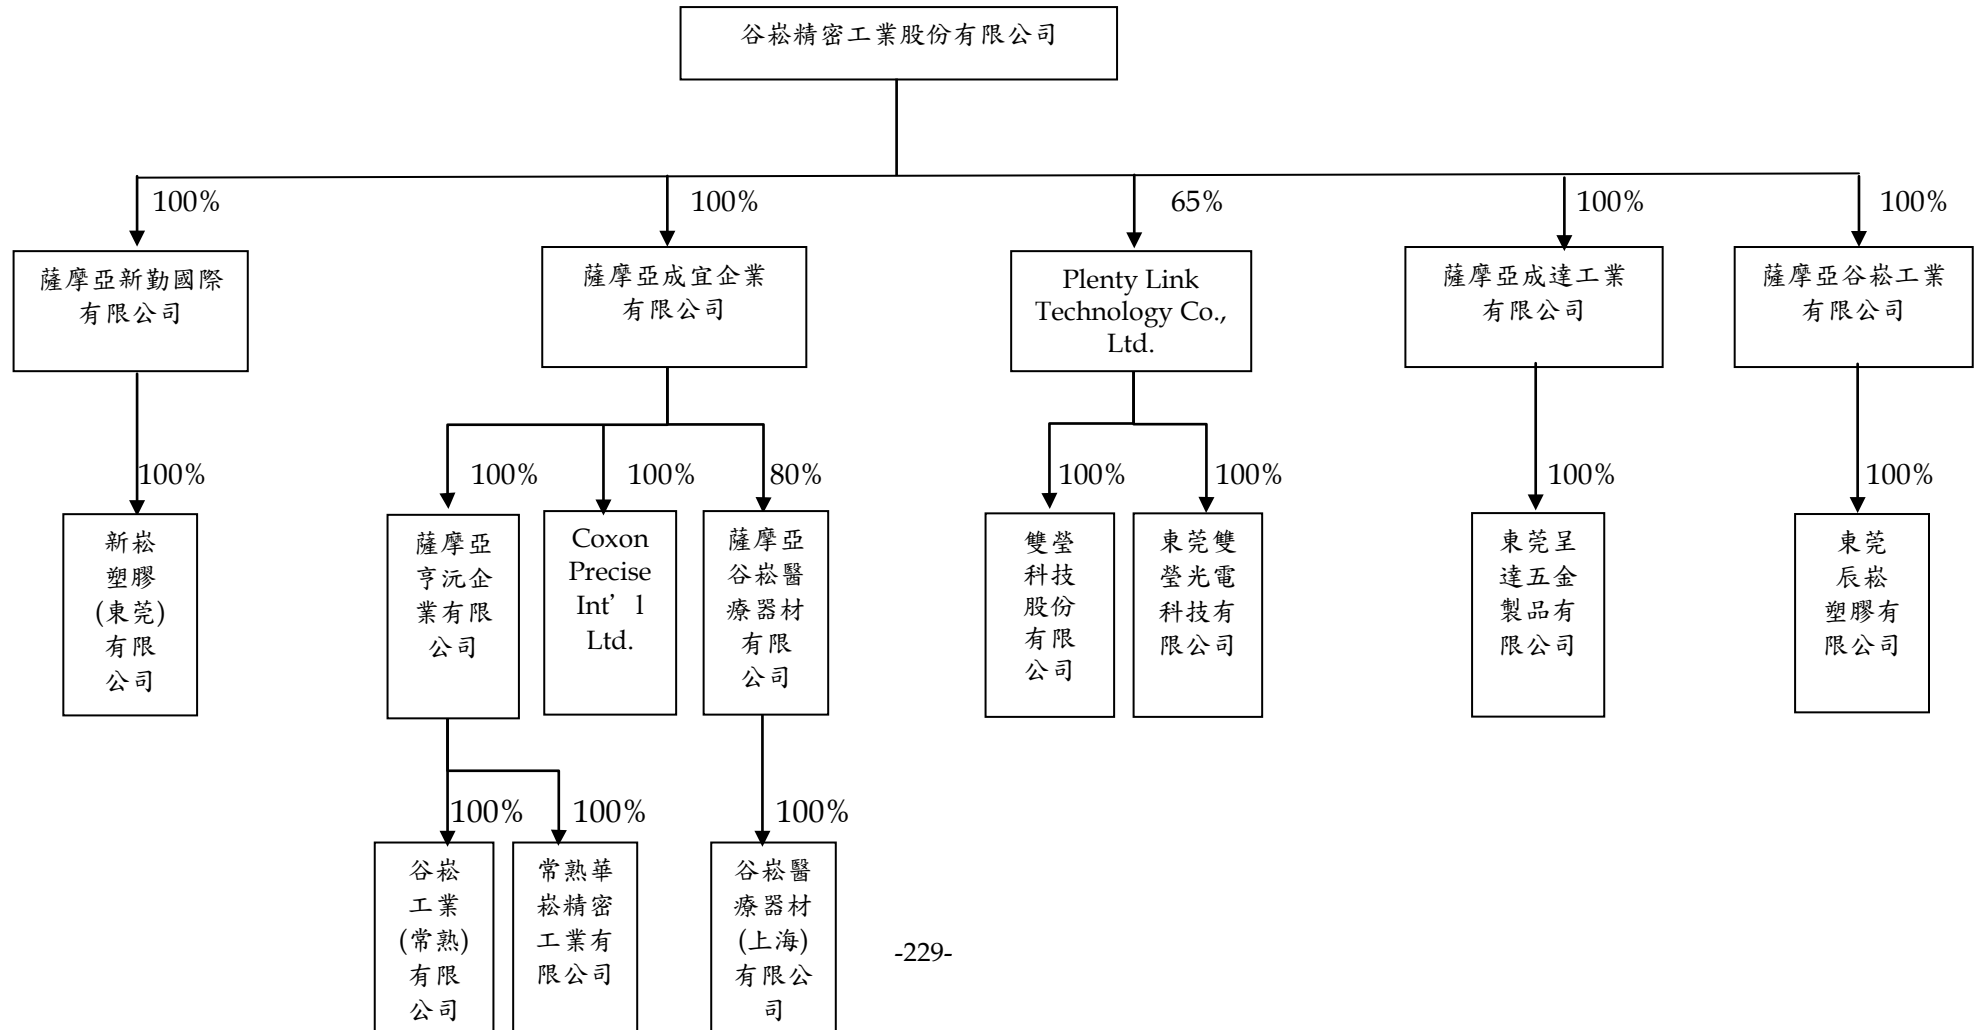 谷崧精密工業股份有限公司
100%
100%
65%
100%
100%
薩摩亞新勤國際
有限公司
薩摩亞成宜企業
有限公司
Plenty Link
Technology Co.,
Ltd.
薩摩亞成達工業
有限公司
薩摩亞谷崧工業
有限公司
100%
100%
100%
80%
100%
100%
100%
100%
新崧
塑膠
(東莞)
有限
公司
薩摩亞
亨沅企
業有限
公司
Coxon
Precise
Int’l
Ltd.
薩摩亞
谷崧醫
療器材
有限
公司
雙瑩
科技
股份
有限
公司
東莞雙
瑩光電
科技有
限公司
東莞呈
達五金
製品有
限公司
東莞
辰崧
塑膠有
限公司
100%
100%
100%
谷崧
工業
(常熟)
有限
公司
常熟華
崧精密
工業有
限公司
谷崧醫
療器材
(上海)
有限公
司
-229-